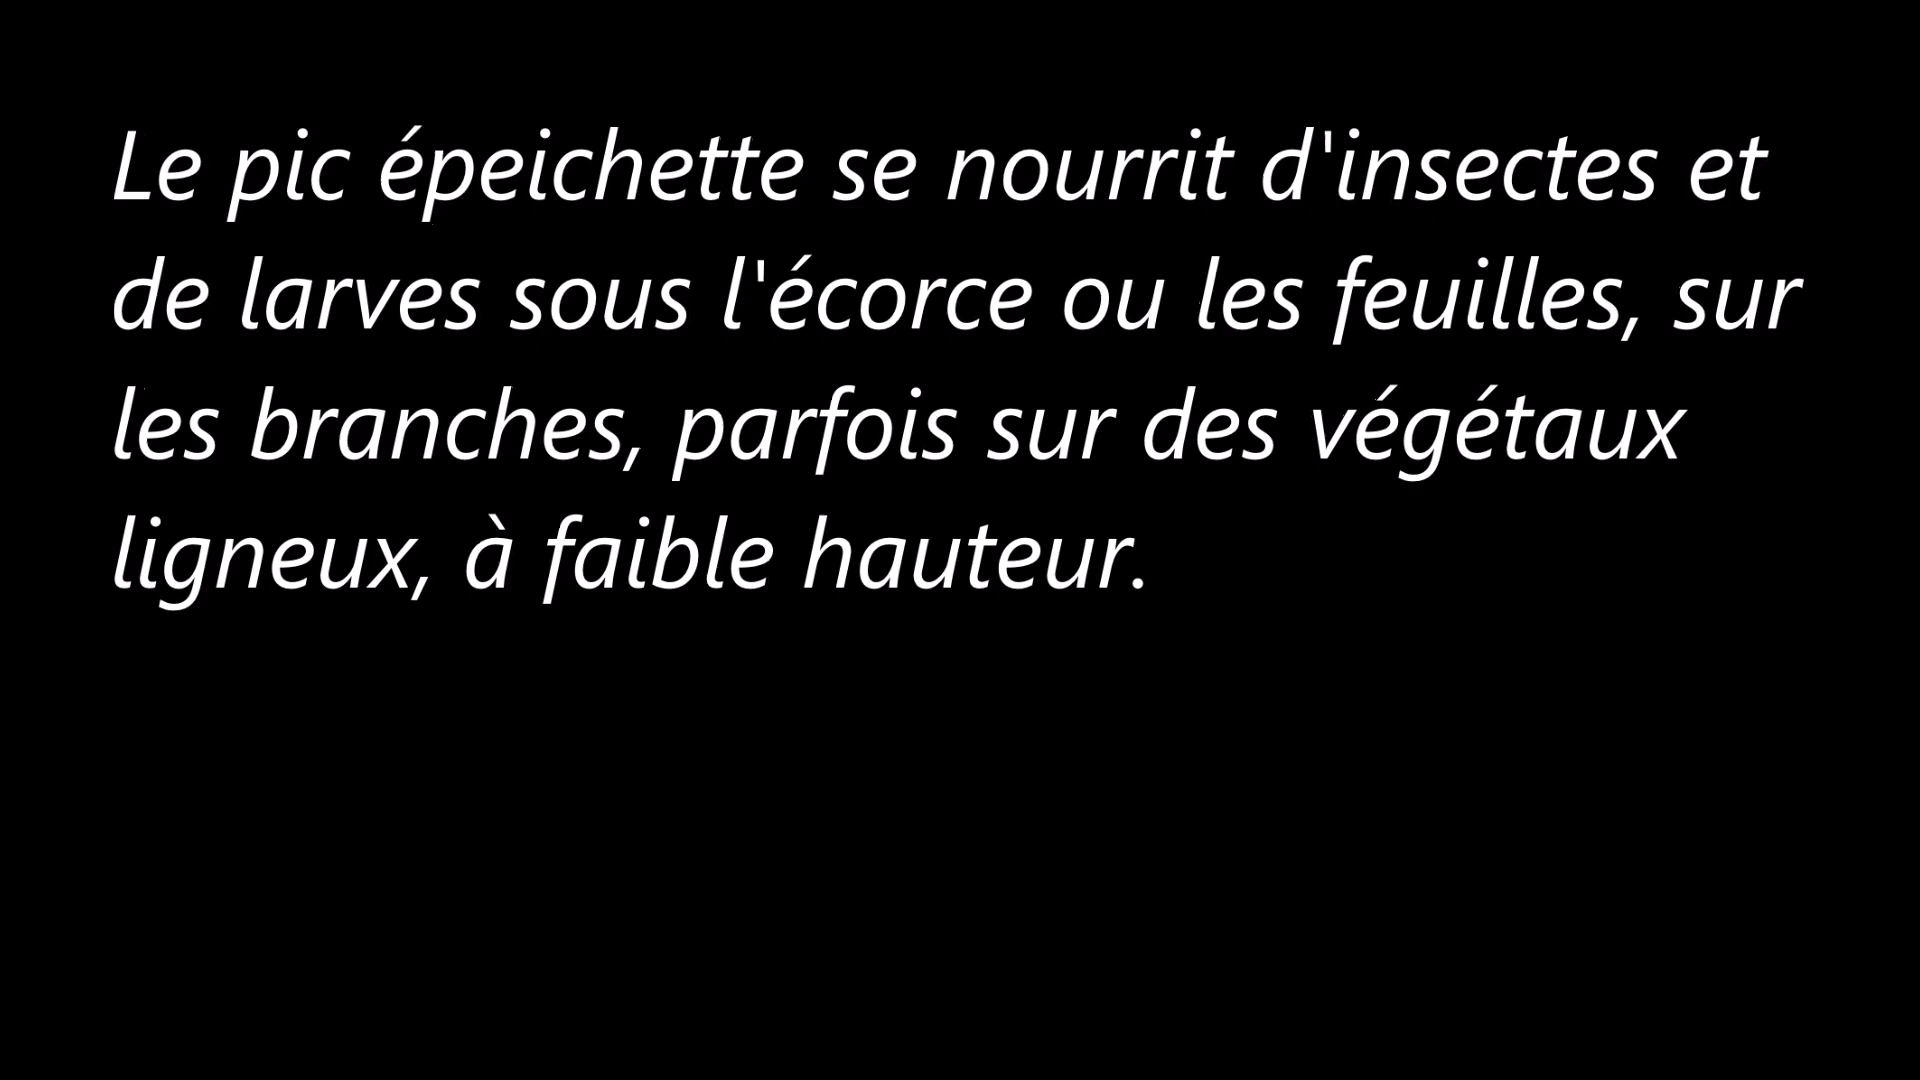 Le pic épeichette se nourrit d'insectes et
de larves sous l'écorce ou les feuilles, sur
les branches, parfois sur des végétaux
ligneux, à faible hauteur.